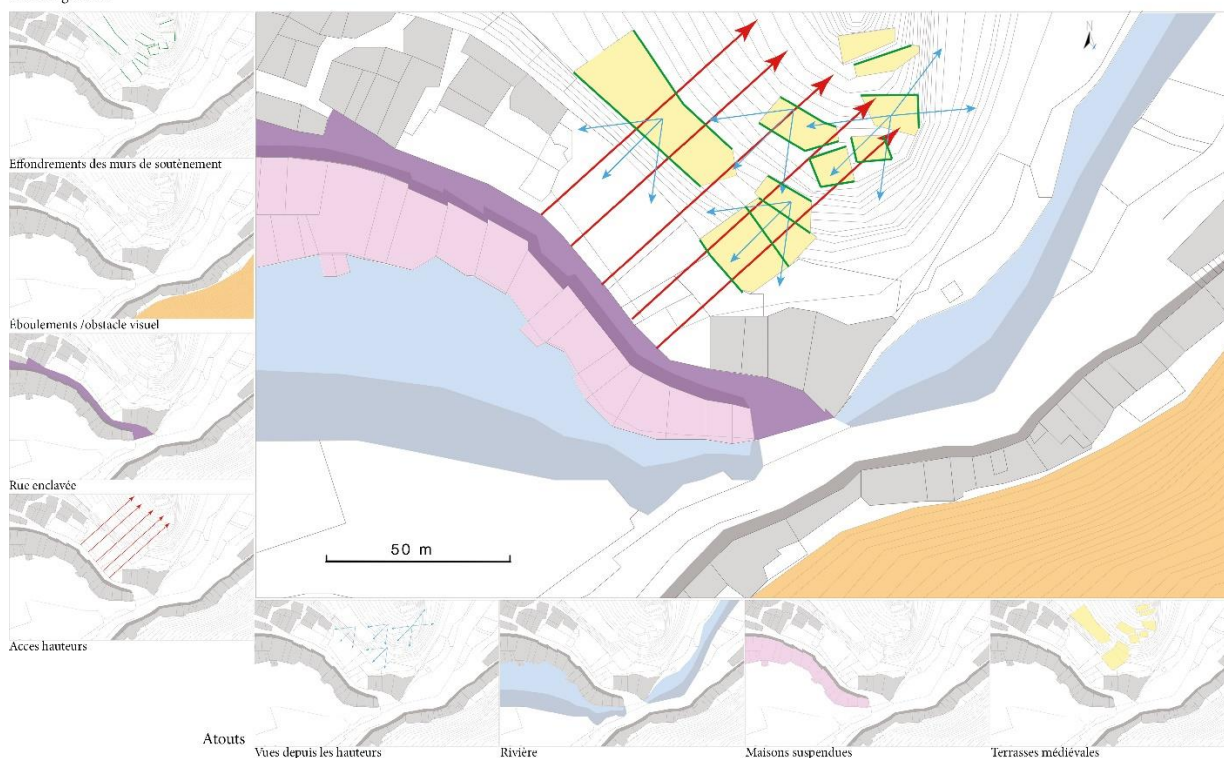 Effondrements des murs de soutènement
N
Éboulements /obstacle visuel
Rue enclavée
50 m
Acces hauteurs
Atouts
Vues depuis les hauteurs
Rivière
Maisons suspendues
Terrasses médiévales